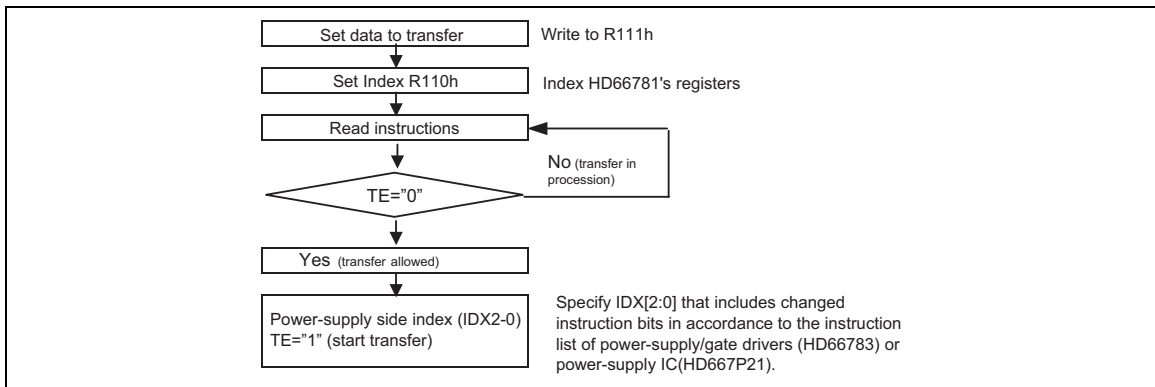 Set data to transfer
Write to R111h
Set Index R110h
Index HD66781's registers
Read instructions
No (transfer in
procession)
TE="0"
Yes (transfer allowed)
Power-supply side index (IDX2-0)
TE="1" (start transfer)
Specify IDX[2:0] that includes changed
instruction bits in accordance to the instruction
list of power-supply/gate drivers (HD66783) or
power-supply IC(HD667P21).